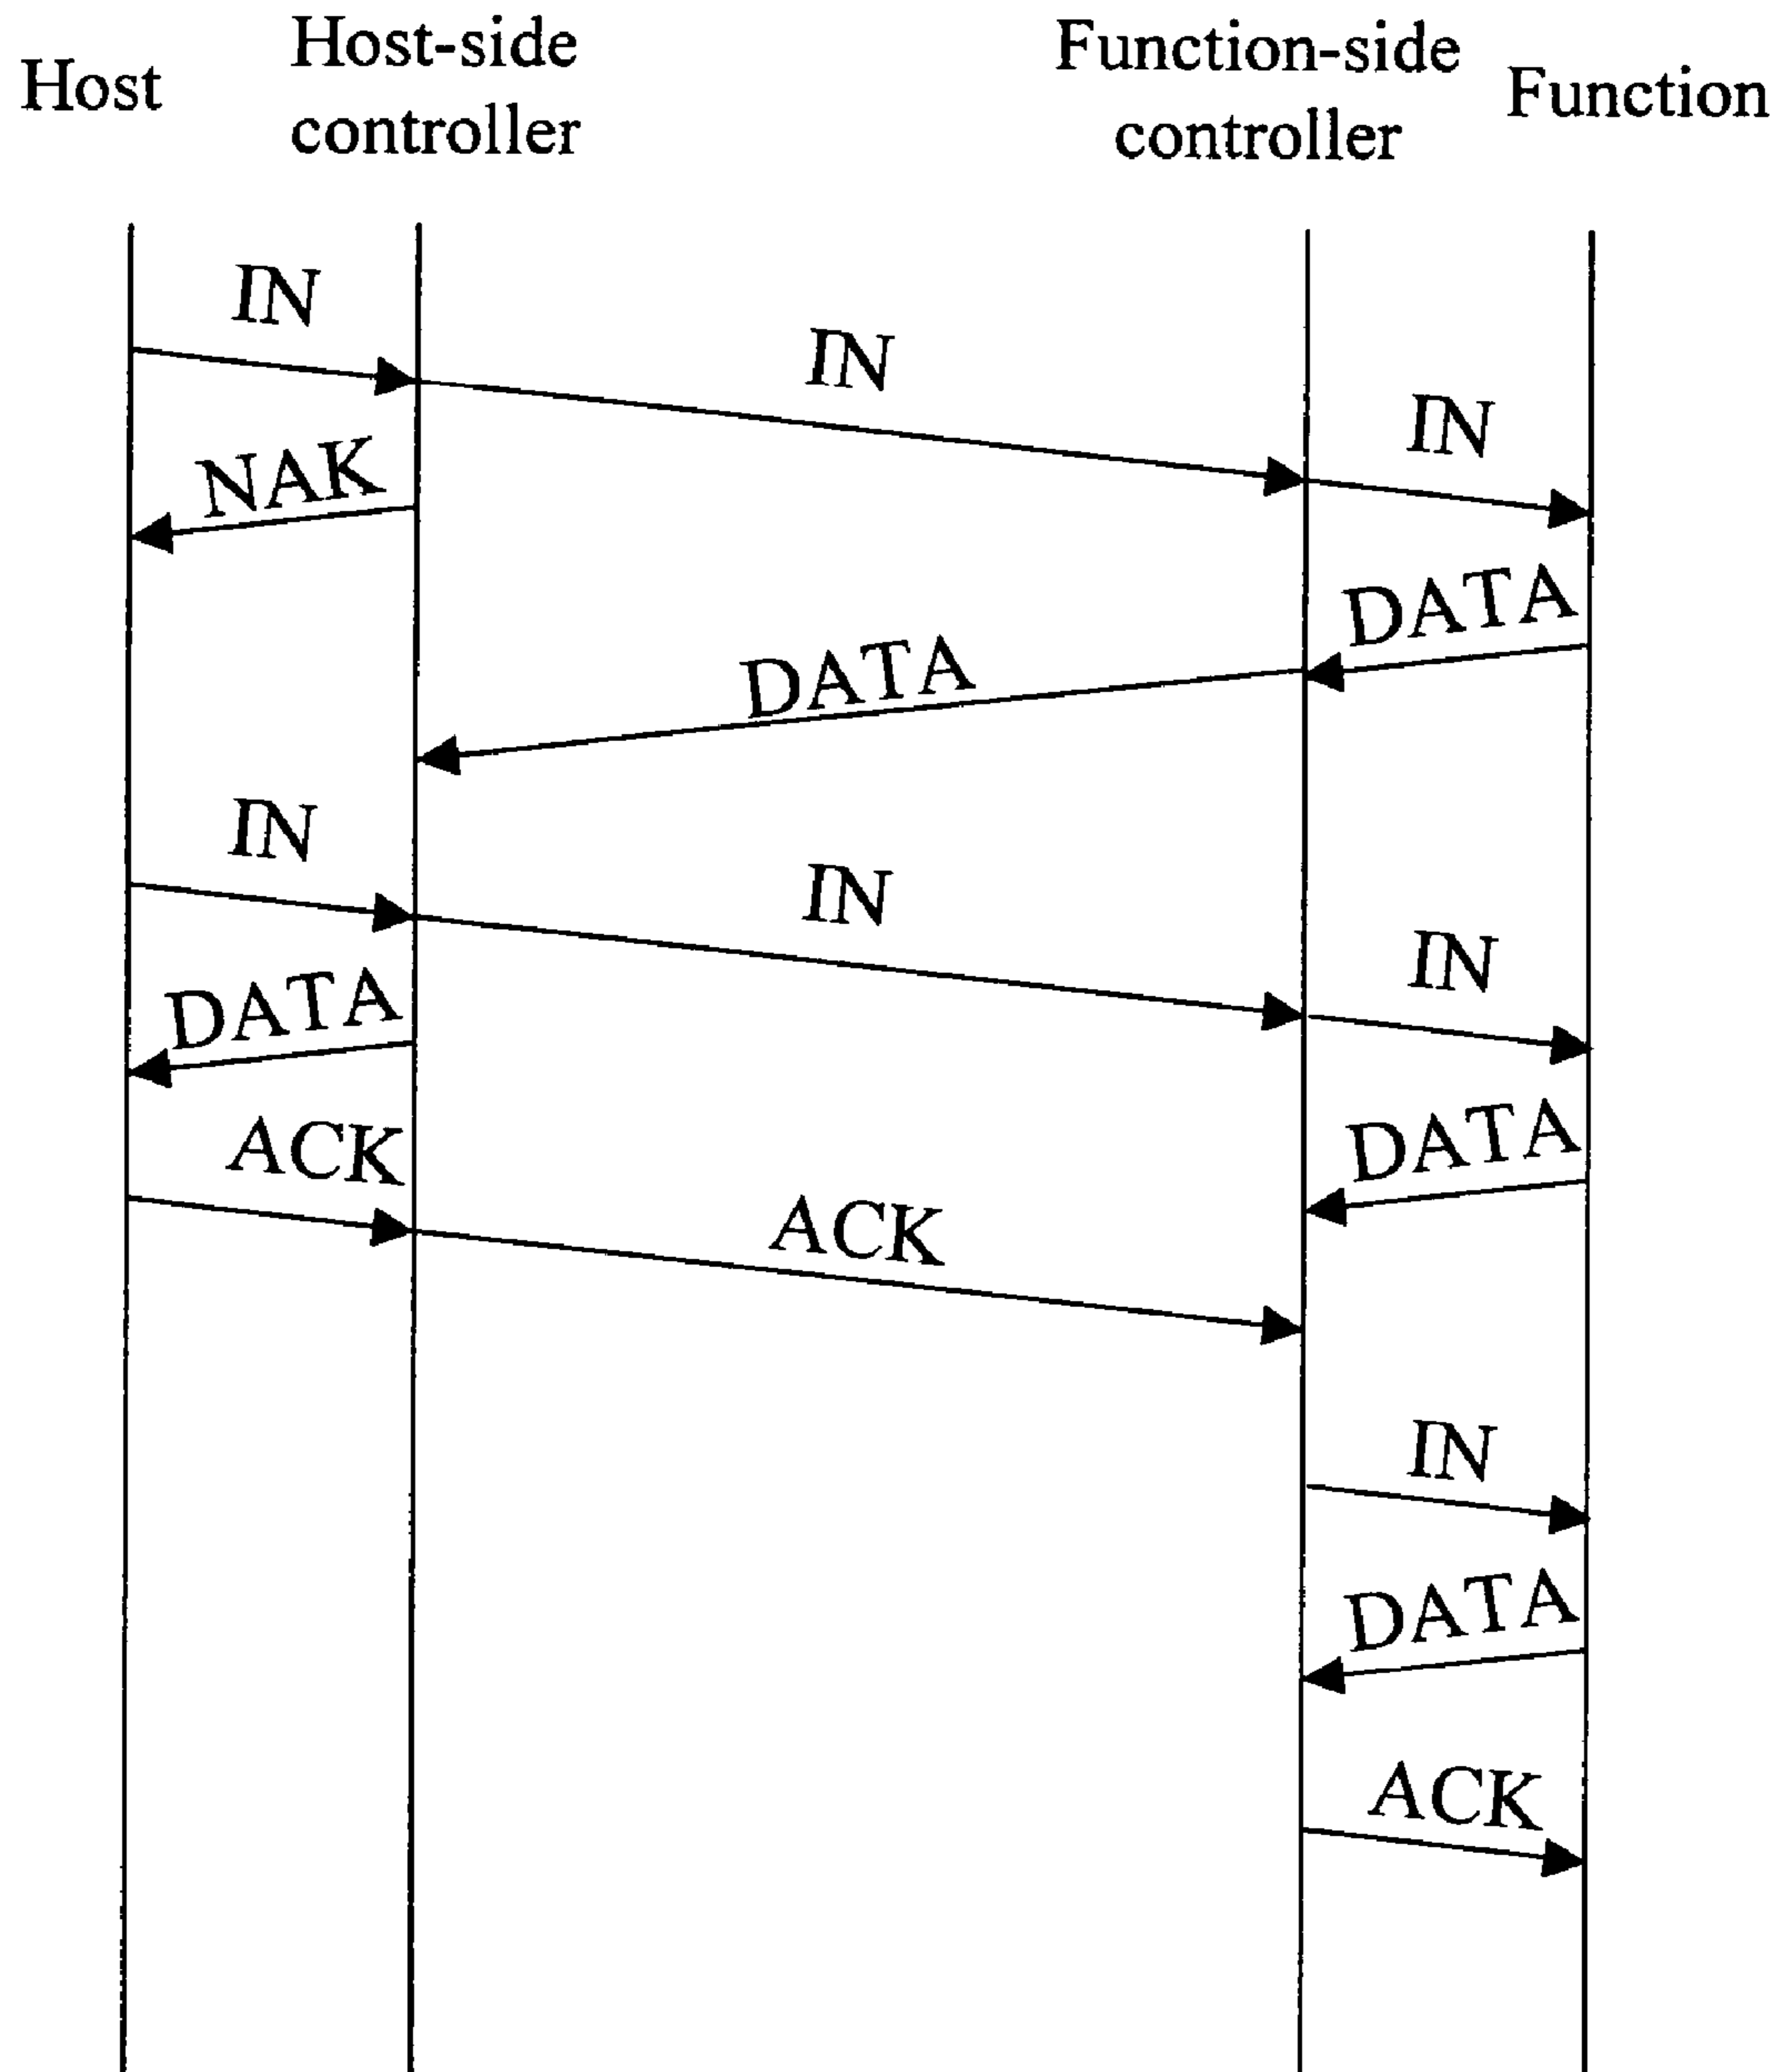 Host
Host-side
controller
Function-side
controller
Function
IN
IN
IN
NAK
DATA
DATA
IN
IN
IN
DATA
DATA
ACK
ACK
IN
DATA
ACK